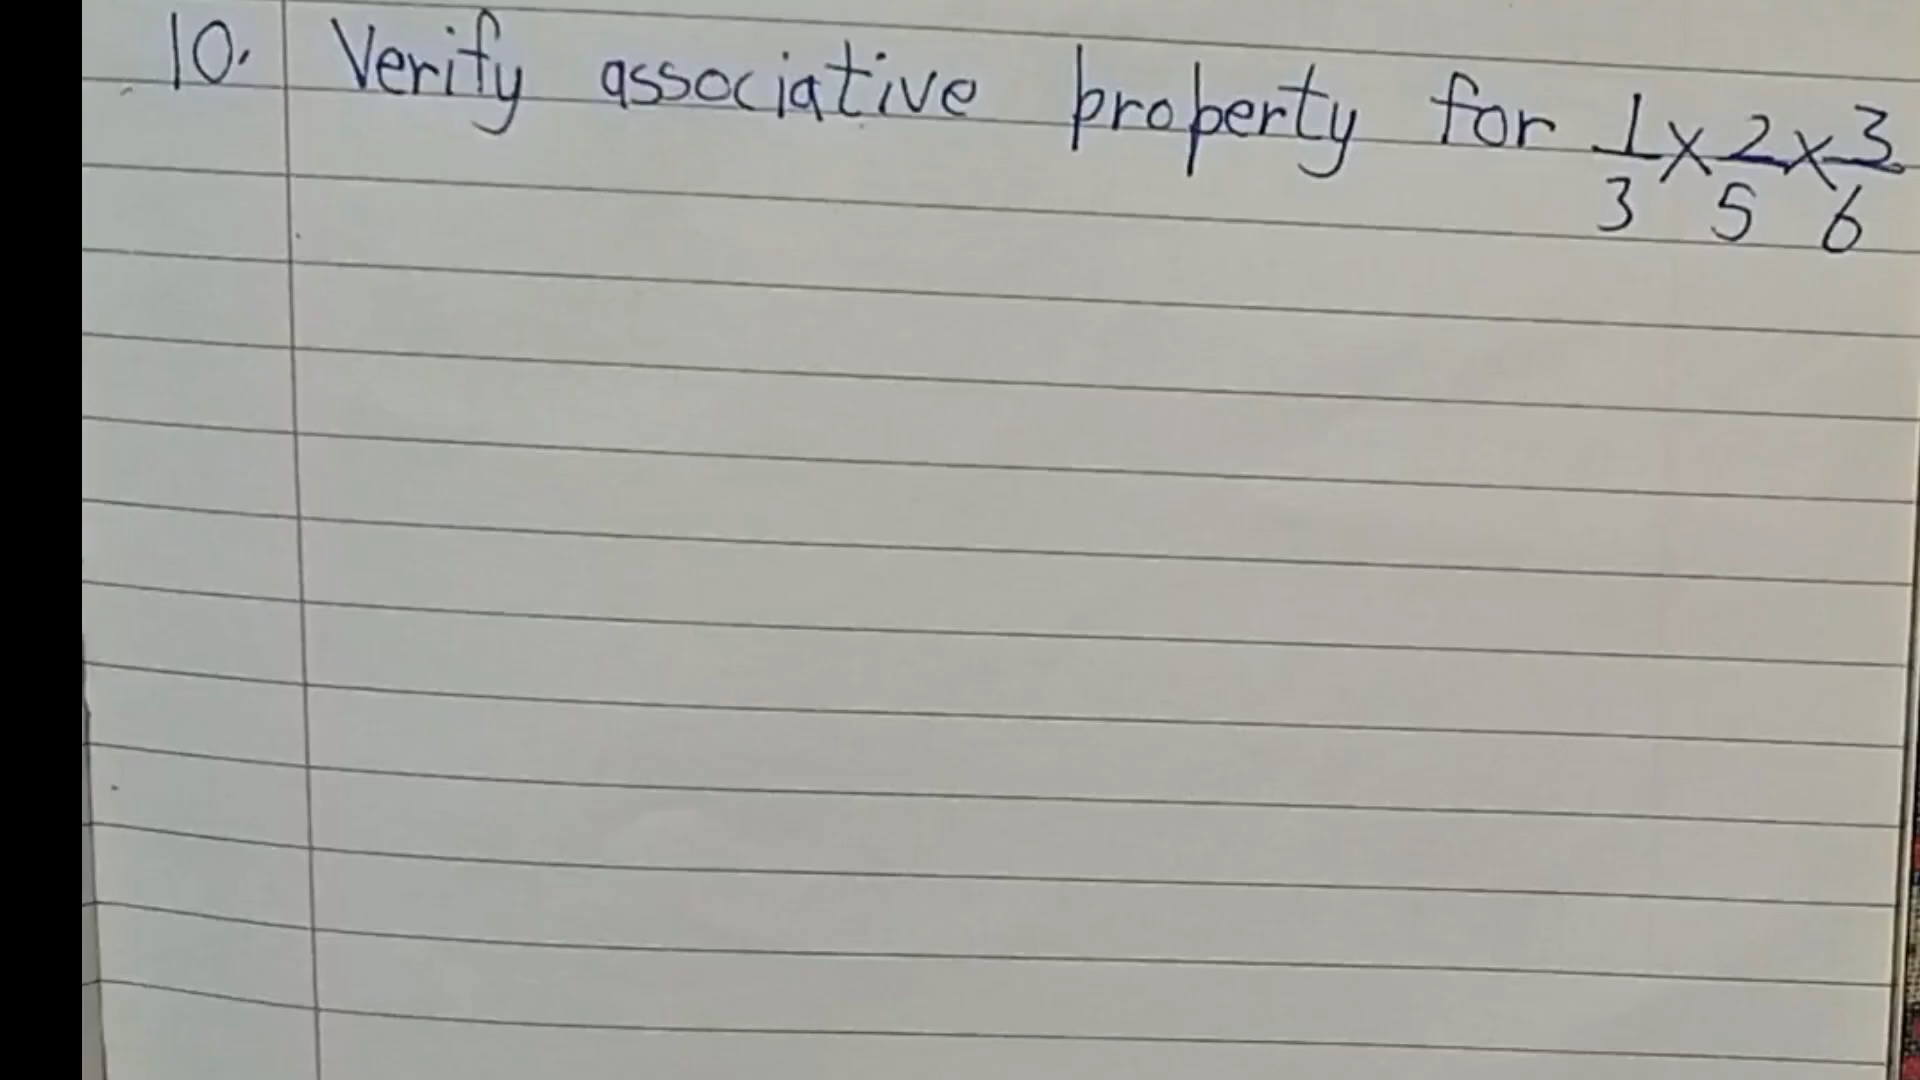 10. Verify associative property for 1/3 x 2/5 x 3/6